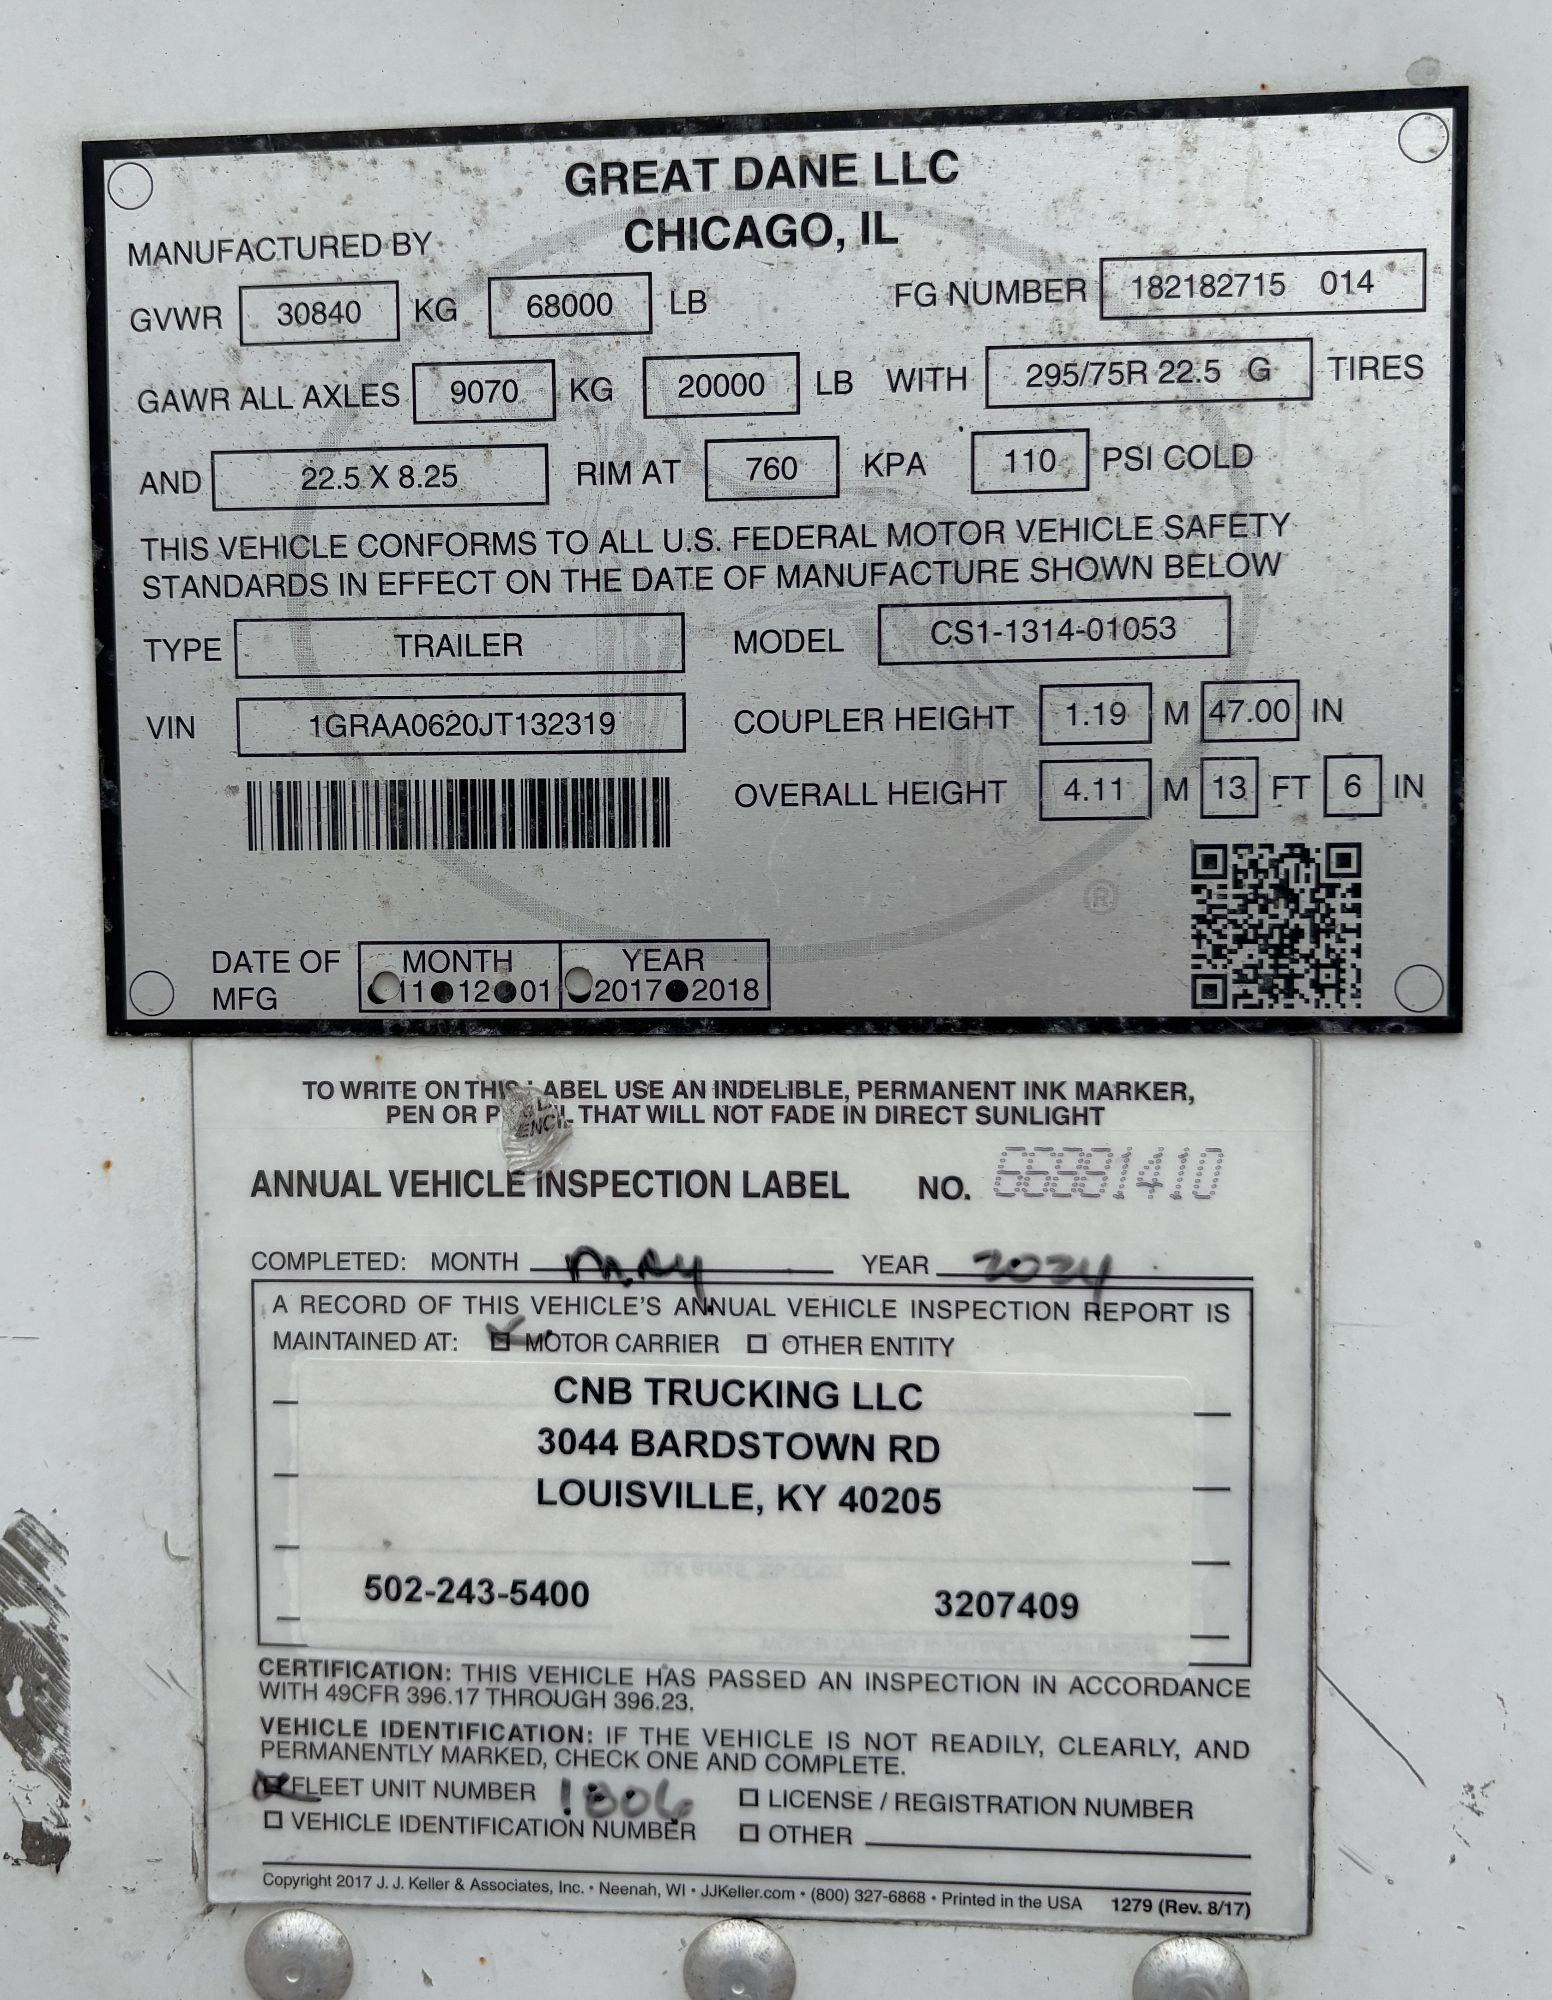 GREAT DANE LLC
MANUFACTURED BY CHICAGO, IL
GVWR 30840 KG 68000 LB FG NUMBER 182182715 014
GAWR ALL AXLES 9070 KG 20000 LB WITH 295/75R 22.5 G TIRES
AND 22.5 X 8.25 RIM AT 760 KPA 110 PSI COLD
THIS VEHICLE CONFORMS TO ALL U.S. FEDERAL MOTOR VEHICLE SAFETY
STANDARDS IN EFFECT ON THE DATE OF MANUFACTURE SHOWN BELOW
TYPE TRAILER MODEL CS1-1314-01053
VIN 1GRAA0620JT132319 COUPLER HEIGHT 1.19 M 47.00 IN
OVERALL HEIGHT 4.11 M 13 FT 6 IN
®
DATE OF MFG MONTH YEAR
11 12 01 2017 2018
TO WRITE ON THIS LABEL USE AN INDELIBLE, PERMANENT INK MARKER,
PEN OR PENCIL THAT WILL NOT FADE IN DIRECT SUNLIGHT
ANNUAL VEHICLE INSPECTION LABEL NO.
COMPLETED: MONTH MAY YEAR 2024
A RECORD OF THIS VEHICLE'S ANNUAL VEHICLE INSPECTION REPORT IS
MAINTAINED AT: MOTOR CARRIER OTHER ENTITY
CNB TRUCKING LLC
3044 BARDSTOWN RD
LOUISVILLE, KY 40205
502-243-5400 3207409
CERTIFICATION: THIS VEHICLE HAS PASSED AN INSPECTION IN ACCORDANCE
WITH 49CFR 396.17 THROUGH 396.23.
VEHICLE IDENTIFICATION: IF THE VEHICLE IS NOT READILY, CLEARLY, AND
PERMANENTLY MARKED, CHECK ONE AND COMPLETE.
FLEET UNIT NUMBER 1806 LICENSE / REGISTRATION NUMBER
VEHICLE IDENTIFICATION NUMBER OTHER
Copyright 2017 J. J. Keller & Associates, Inc. • Neenah, WI • JJKeller.com • (800) 327-6868 • Printed in the USA 1279 (Rev. 8/17)